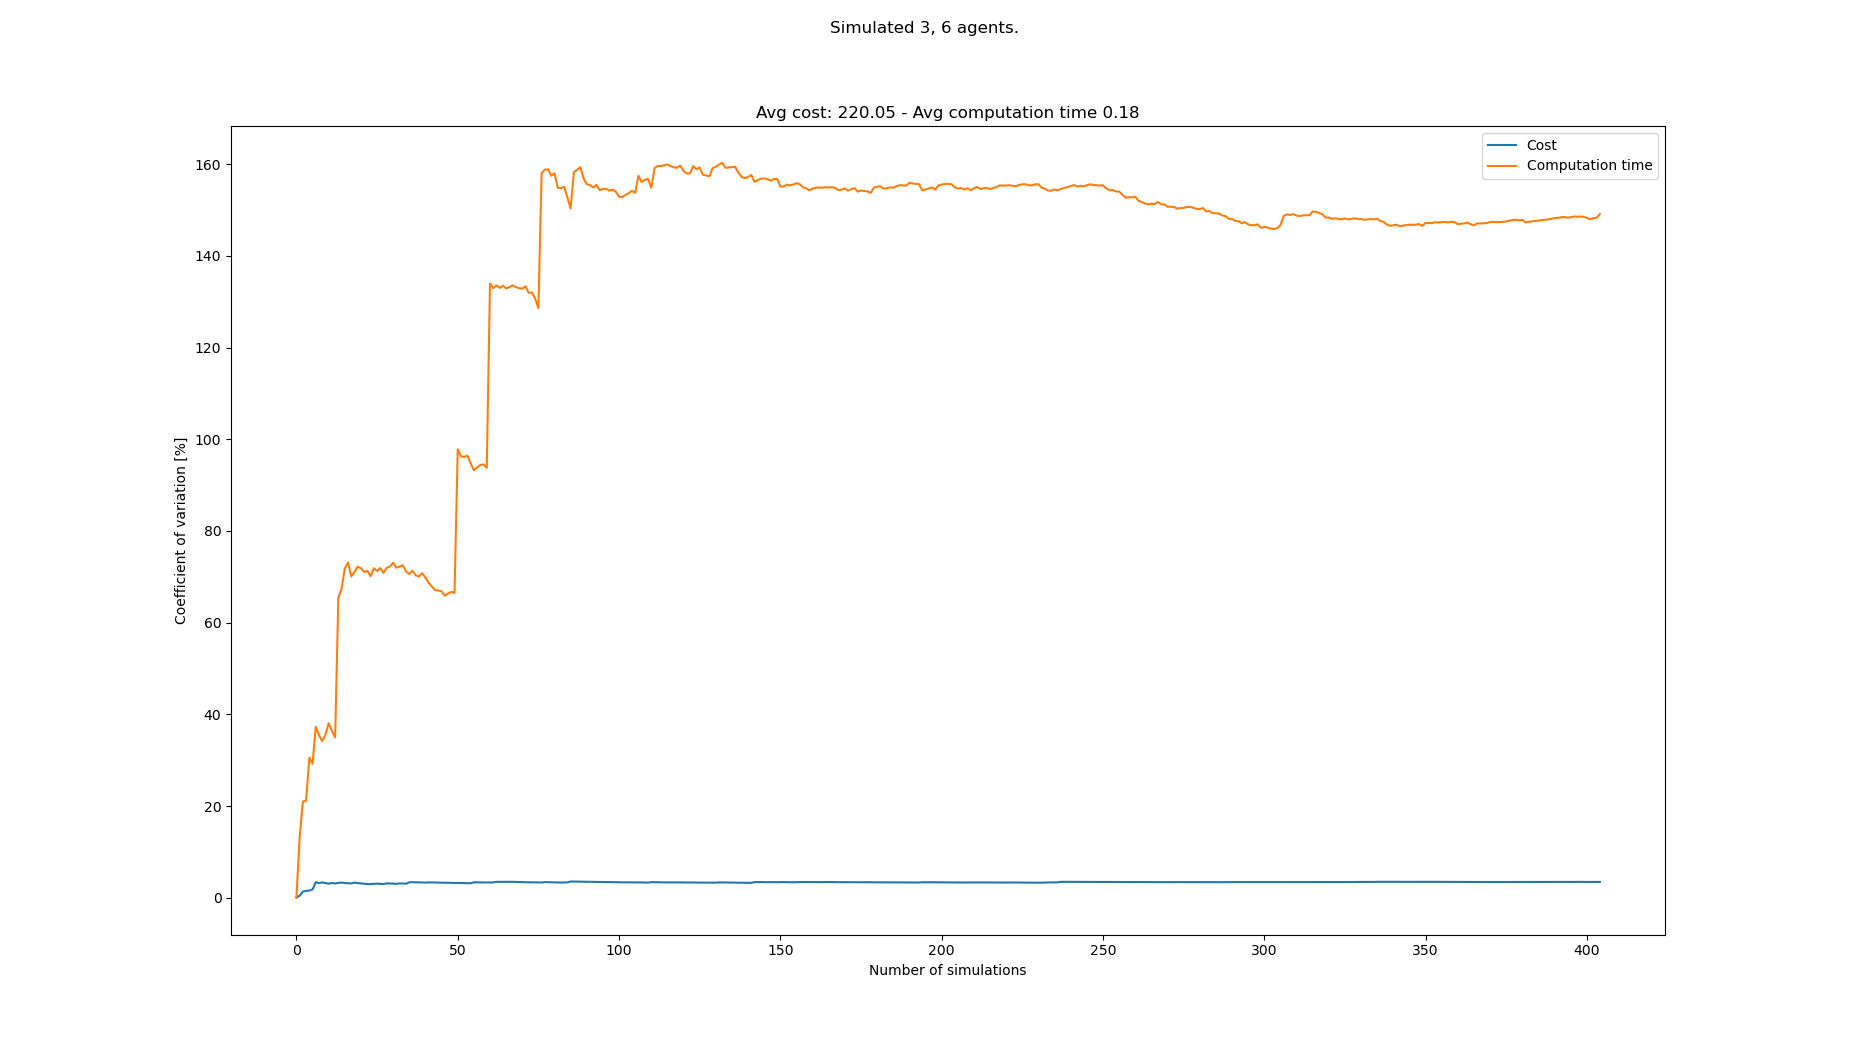 Simulated 3, 6 agents.
Avg cost: 220.05 - Avg computation time 0.18
Cost
Computation time
160
140
120
100
80
60
40
20
0
Coefficient of variation [%]
0 50 100 150 200 250 300 350 400
Number of simulations